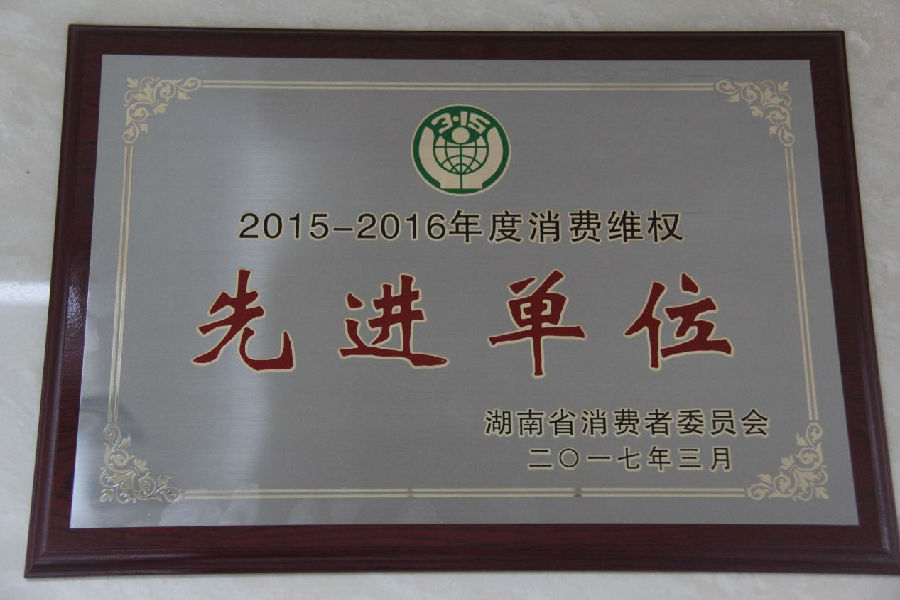 3·15
2015-2016年度消费维权
先进单位
湖南省消费者委员会
二〇一七年三月